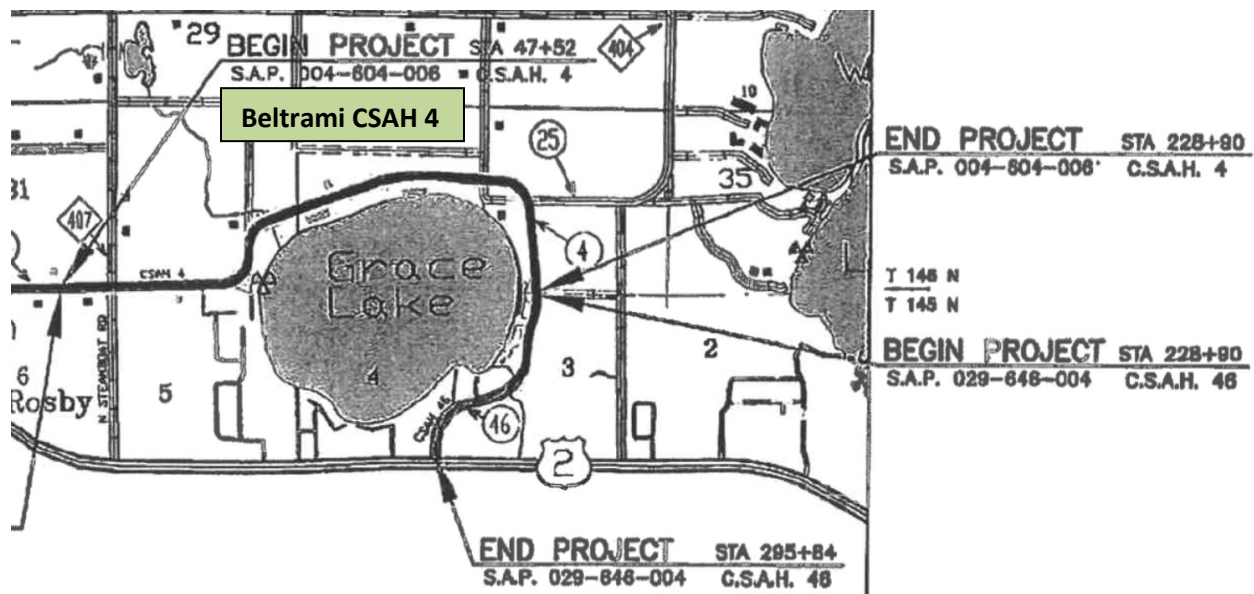 29
BEGIN PROJECT STA 47+52
S.A.P. 004-604-006 C.S.A.H. 4
404
Beltrami CSAH 4
10
25
END PROJECT STA 228+90
S.A.P. 004-604-006 C.S.A.H. 4
35
31
407
4
CSAH 4
Grace
Lake
T 146 N
T 145 N
BEGIN PROJECT STA 228+90
S.A.P. 029-646-004 C.S.A.H. 46
6
Rosby
N STEAMBOAT RD
5
4
3
2
CSAH 46
46
2
END PROJECT STA 295+84
S.A.P. 029-646-004 C.S.A.H. 46